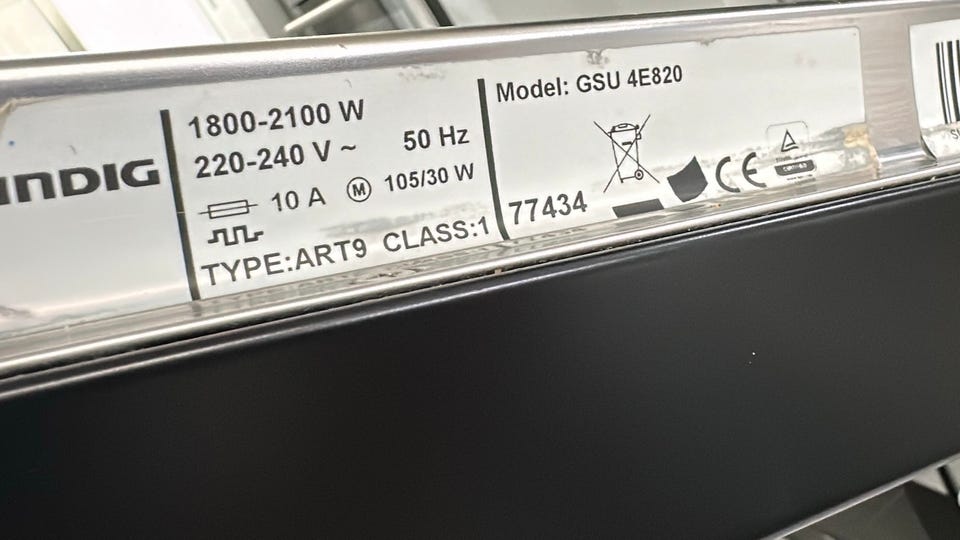 INDIG
1800-2100 W
220-240 V ~ 50 Hz
10 A M 105/30 W
TYPE:ART9 CLASS:1
Model: GSU 4E820
77434
CE